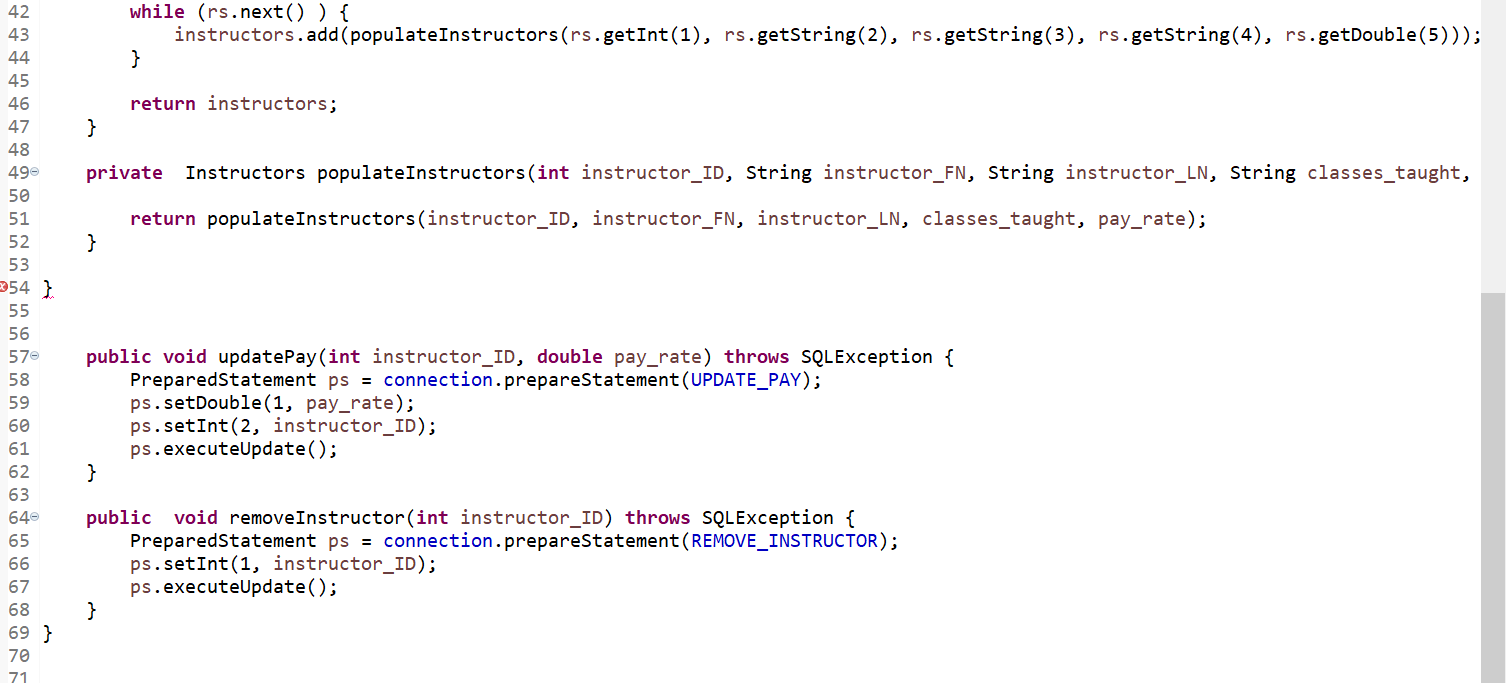 42 while (rs.next() ) {
43 instructors.add(populateInstructors(rs.getInt(1), rs.getString(2), rs.getString(3), rs.getString(4), rs.getDouble(5)));
44 }
45
46 return instructors;
47 }
48
49 private  Instructors populateInstructors(int instructor_ID, String instructor_FN, String instructor_LN, String classes_taught,
50
51 return populateInstructors(instructor_ID, instructor_FN, instructor_LN, classes_taught, pay_rate);
52 }
53
54 }
55
56
57 public void updatePay(int instructor_ID, double pay_rate) throws SQLException {
58 PreparedStatement ps = connection.prepareStatement(UPDATE_PAY);
59 ps.setDouble(1, pay_rate);
60 ps.setInt(2, instructor_ID);
61 ps.executeUpdate();
62 }
63
64 public  void removeInstructor(int instructor_ID) throws SQLException {
65 PreparedStatement ps = connection.prepareStatement(REMOVE_INSTRUCTOR);
66 ps.setInt(1, instructor_ID);
67 ps.executeUpdate();
68 }
69 }
70
71